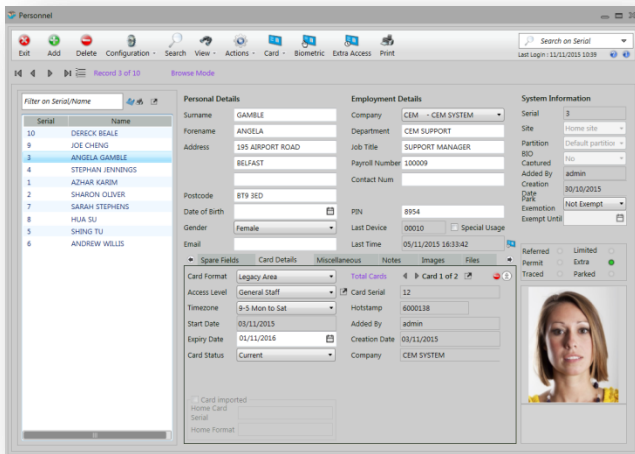 Personnel
Exit Add Delete Configuration Search View Actions Card Biometric Extra Access Print
Search on Serial
Last Login : 11/11/2015 10:39
Record 3 of 10 Browse Mode
Filter on Serial/Name
Serial Name
10 DERECK BEALE
9 JOE CHENG
3 ANGELA GAMBLE
4 STEPHAN JENNINGS
1 AZHAR KARIM
2 SHARON OLIVER
7 SARAH STEPHENS
8 HUA SU
5 SHING TU
6 ANDREW WILLIS
Personal Details
Surname GAMBLE
Forename ANGELA
Address 195 AIRPORT ROAD
BELFAST
Postcode BT9 3ED
Date of Birth
Gender Female
Email
Employment Details
Company CEM - CEM SYSTEM
Department CEM SUPPORT
Job Title SUPPORT MANAGER
Payroll Number 100009
Contact Num
PIN 8954
Last Device 00010 Special Usage
Last Time 05/11/2015 16:33:42
System Information
Serial 3
Site Home site
Partition Default partition
BIO Captured No
Added By admin
Creation Date 30/10/2015
Park Exemption Not Exempt
Exempt Until
Referred Limited
Permit Extra
Traced Parked
Spare Fields Card Details Miscellaneous Notes Images Files
Card Format Legacy Area
Access Level General Staff
Timezone 9-5 Mon to Sat
Start Date 03/11/2015
Expiry Date 01/11/2016
Card Status Current
Card Imported
Home Card Serial
Home Format
Total Cards Card 1 of 2
Card Serial 12
Hotstamp 6000138
Added By admin
Creation Date 03/11/2015
Company CEM SYSTEM